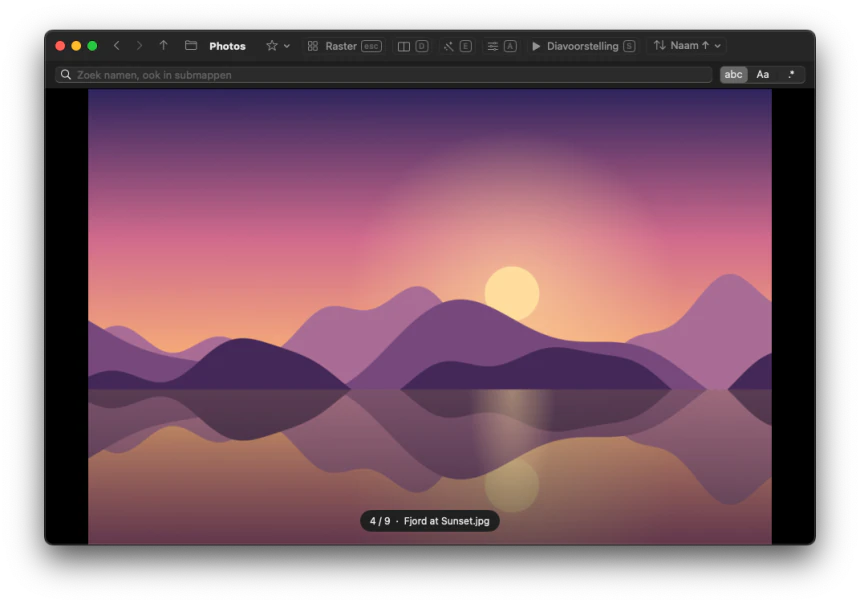 Photos Raster esc D E A Diavoorstelling S Naam
Zoek namen, ook in submappen abc Aa .*
4 / 9 · Fjord at Sunset.jpg